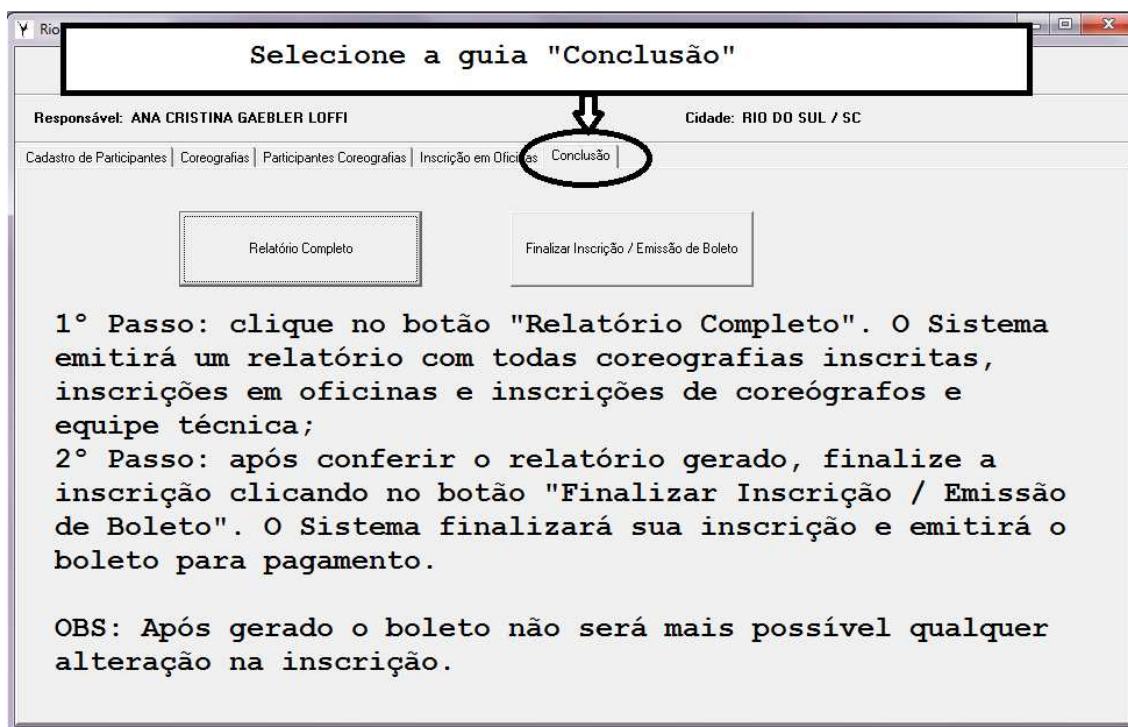 Rio
Selecione a guia "Conclusão"
Responsável: ANA CRISTINA GAEBLER LOFFI Cidade: RIO DO SUL / SC
Cadastro de Participantes Coreografias Participantes Coreografias Inscrição em Oficinas Conclusão
Relatório Completo Finalizar Inscrição / Emissão de Boleto
1º Passo: clique no botão "Relatório Completo". O Sistema
emitirá um relatório com todas coreografias inscritas,
inscrições em oficinas e inscrições de coreógrafos e
equipe técnica;
2º Passo: após conferir o relatório gerado, finalize a
inscrição clicando no botão "Finalizar Inscrição / Emissão
de Boleto". O Sistema finalizará sua inscrição e emitirá o
boleto para pagamento.
OBS: Após gerado o boleto não será mais possível qualquer
alteração na inscrição.